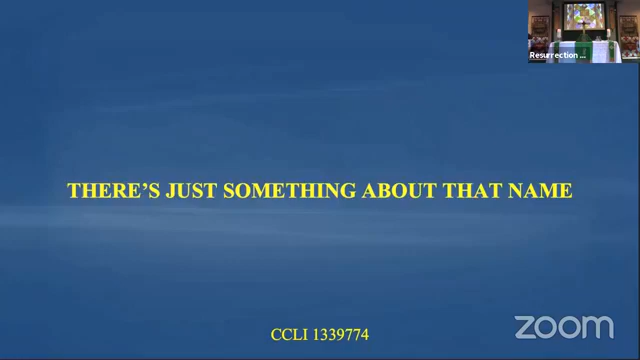 Resurrection ...
THERE'S JUST SOMETHING ABOUT THAT NAME
CCLI 1339774
zoom